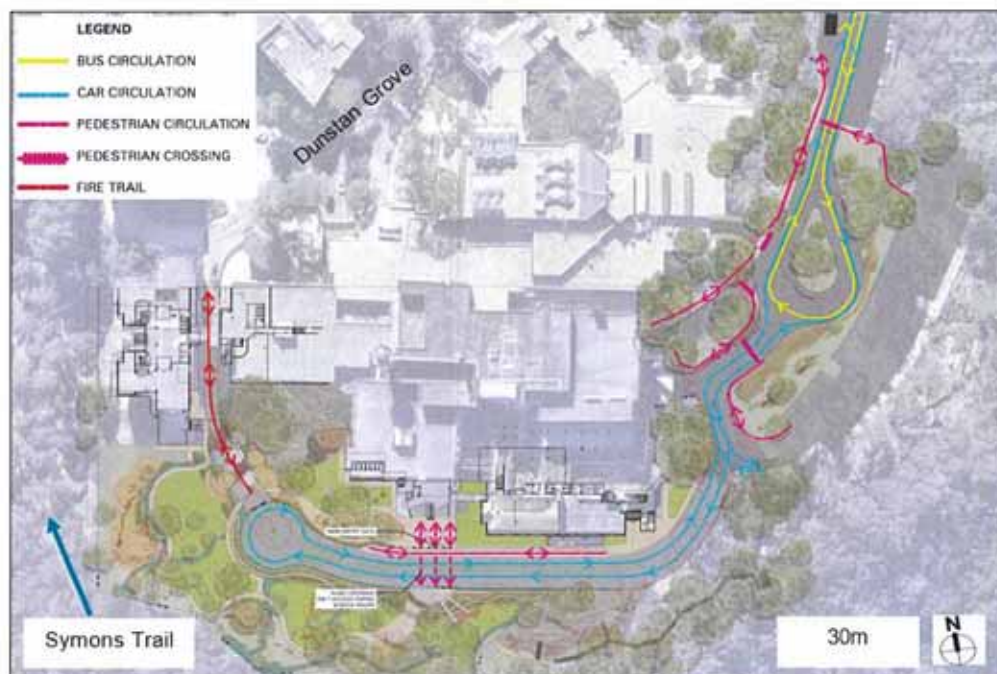 LEGEND
BUS CIRCULATION
CAR CIRCULATION
PEDESTRIAN CIRCULATION
PEDESTRIAN CROSSING
FIRE TRAIL
Dunstan Grove
Symons Trail
30m
N